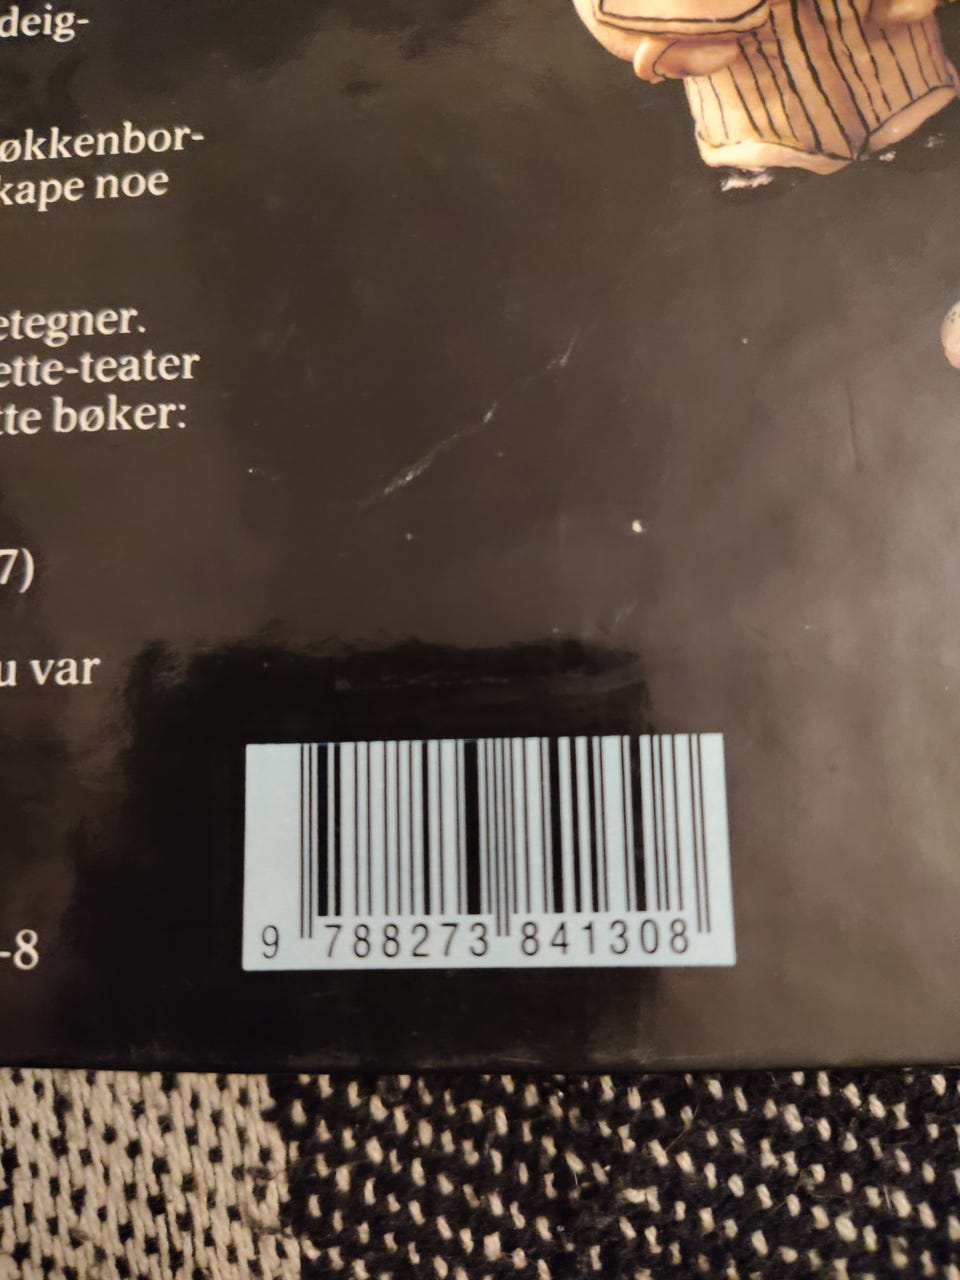 deig-
økkenbor-
kape noe
etegner.
ette-teater
tte bøker:
7)
u var
-8
9 788273 841308